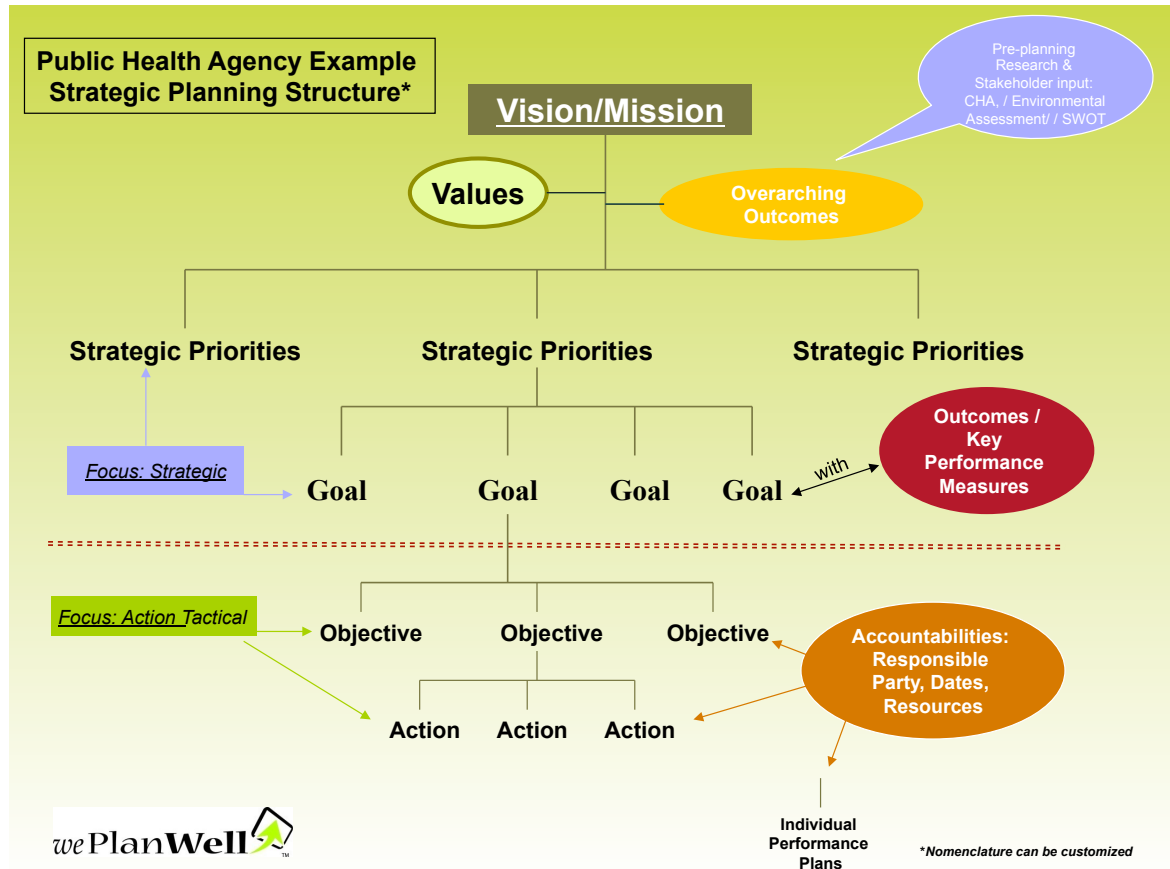 Public Health Agency Example
Strategic Planning Structure*
Pre-planning
Research &
Stakeholder input:
CHA, / Environmental
Assessment/ / SWOT
Vision/Mission
Values
Overarching
Outcomes
Strategic Priorities
Strategic Priorities
Strategic Priorities
Outcomes /
Key
Performance
Measures
Focus: Strategic
with
Goal
Goal
Goal
Goal
Focus: Action Tactical
Objective
Objective
Objective
Accountabilities:
Responsible
Party, Dates,
Resources
Action
Action
Action
Individual
Performance
Plans
we PlanWell
TM
*Nomenclature can be customized